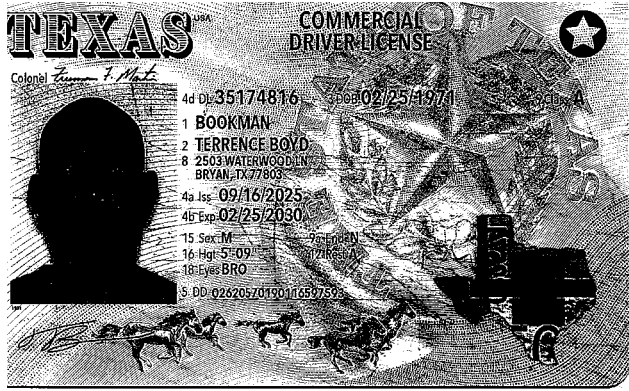 TEXAS USA
COMMERCIAL
DRIVER LICENSE
Colonel
4d DL 35174816 3 DOB 02/25/1971 9 Class A
1 BOOKMAN
2 TERRENCE BOYD
8 2503 WATERWOOD LN
BRYAN, TX 77803
4a Iss 09/16/2025
4b Exp 02/25/2030
15 Sex M 9a End N
16 Hgt 5'-09" 12 Rest A
18 Eyes BRO
5 DD 02620570190116597593